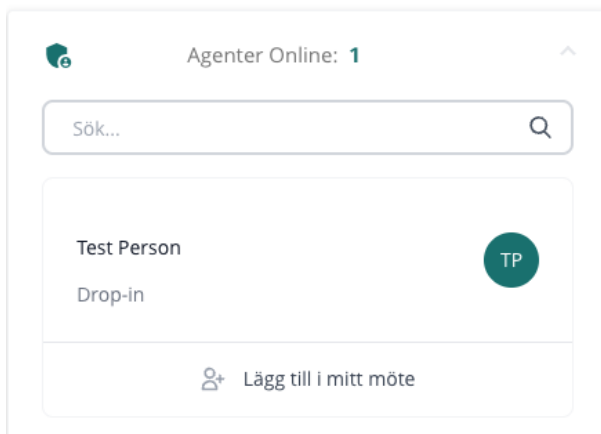 Agenter Online: 1
Sök...
Test Person
TP
Drop-in
Lägg till i mitt möte